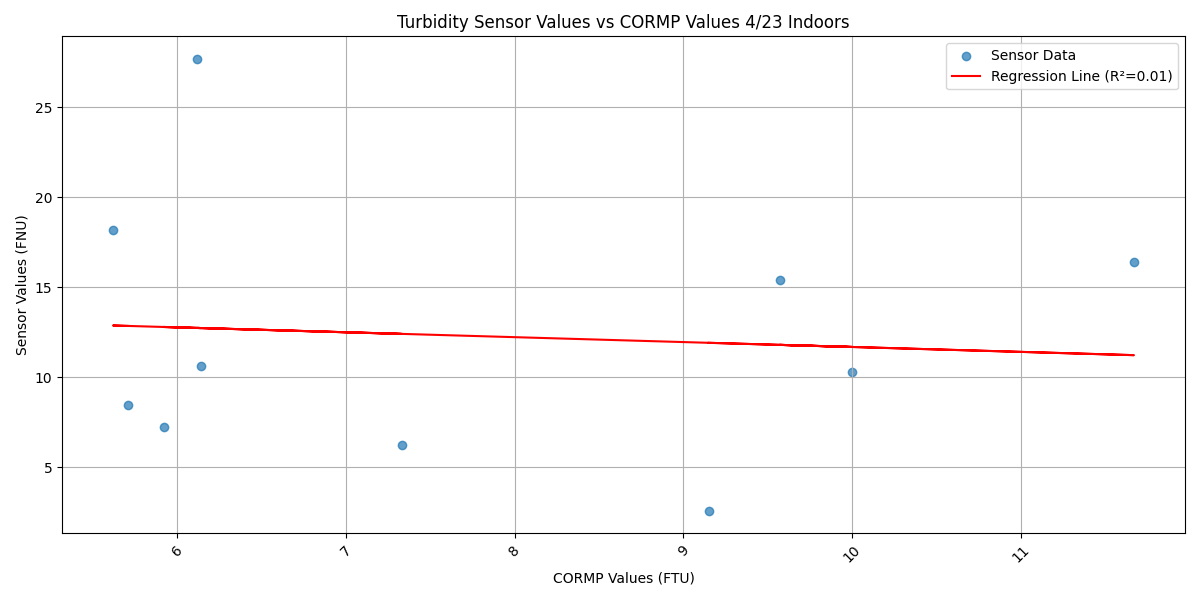 Turbidity Sensor Values vs CORMP Values 4/23 Indoors
Sensor Data
Regression Line (R²=0.01)
Sensor Values (FNU)
25
20
15
10
5
6
7
8
9
10
11
CORMP Values (FTU)